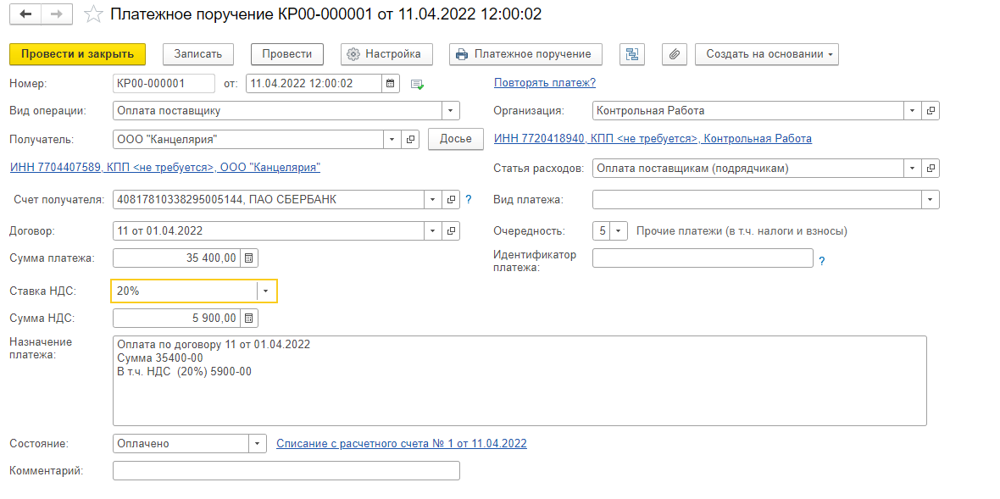 Платежное поручение КР00-000001 от 11.04.2022 12:00:02
Провести и закрыть Записать Провести Настройка Платежное поручение Создать на основании
Номер: КР00-000001 от: 11.04.2022 12:00:02 Повторять платеж?
Вид операции: Оплата поставщику Организация: Контрольная Работа
Получатель: ООО "Канцелярия" Досье ИНН 7720418940, КПП <не требуется>, Контрольная Работа
ИНН 7704407589, КПП <не требуется>, ООО "Канцелярия" Статья расходов: Оплата поставщикам (подрядчикам)
Счет получателя: 40817810338295005144, ПАО СБЕРБАНК ? Вид платежа:
Договор: 11 от 01.04.2022 Очередность: 5 Прочие платежи (в т.ч. налоги и взносы)
Сумма платежа: 35 400,00 Идентификатор
платежа: ?
Ставка НДС: 20%
Сумма НДС: 5 900,00
Назначение
платежа:
Оплата по договору 11 от 01.04.2022
Сумма 35400-00
В т.ч. НДС (20%) 5900-00
Состояние: Оплачено Списание с расчетного счета № 1 от 11.04.2022
Комментарий: